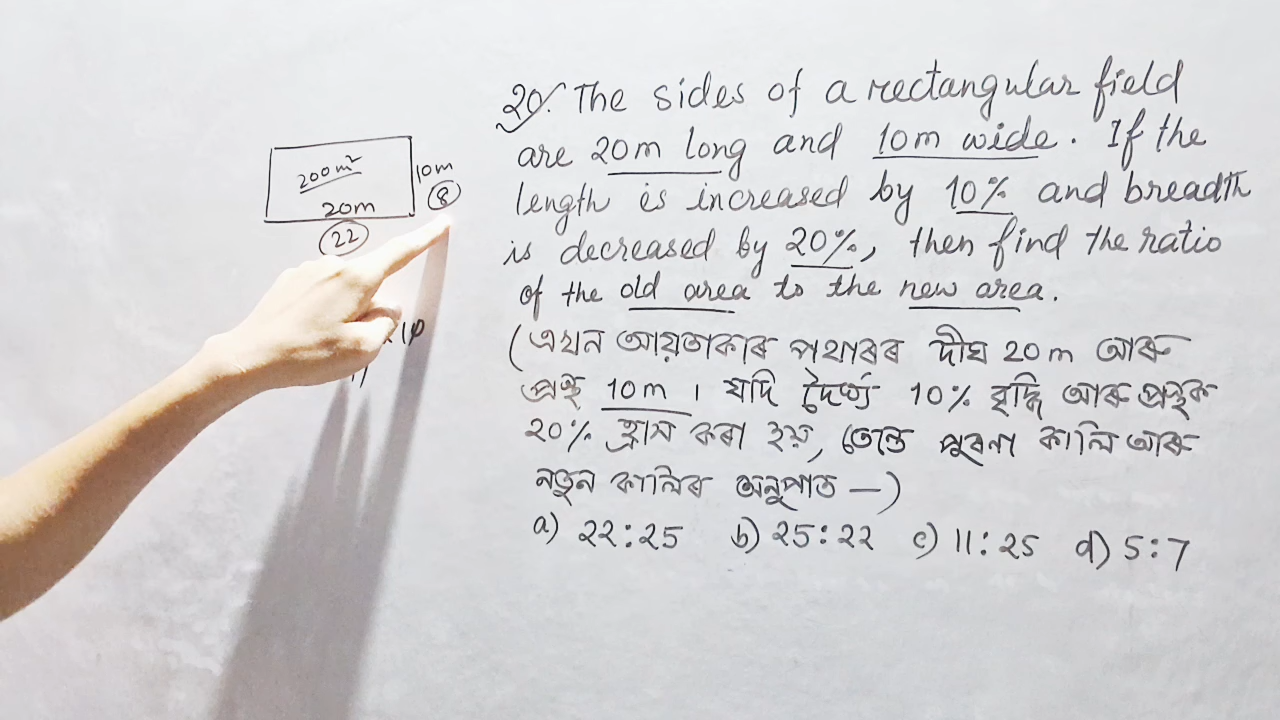 200m²
10m
20m
8
22
20. The sides of a rectangular field
are 20m long and 10m wide. If the
length is increased by 10% and breadth
is decreased by 20%, then find the ratio
of the old area to the new area.
(এখন আয়তাকাৰ পথাৰৰ দীঘ 20m আৰু
প্ৰস্থ 10m । যদি দৈৰ্ঘ্য 10% বৃদ্ধি আৰু প্ৰস্থক
20% হ্ৰাস কৰা হয়, তেন্তে পুৰণা কালি আৰু
নতুন কালিৰ অনুপাত —)
a) 22:25 b) 25:22 c) 11:25 d) 5:7